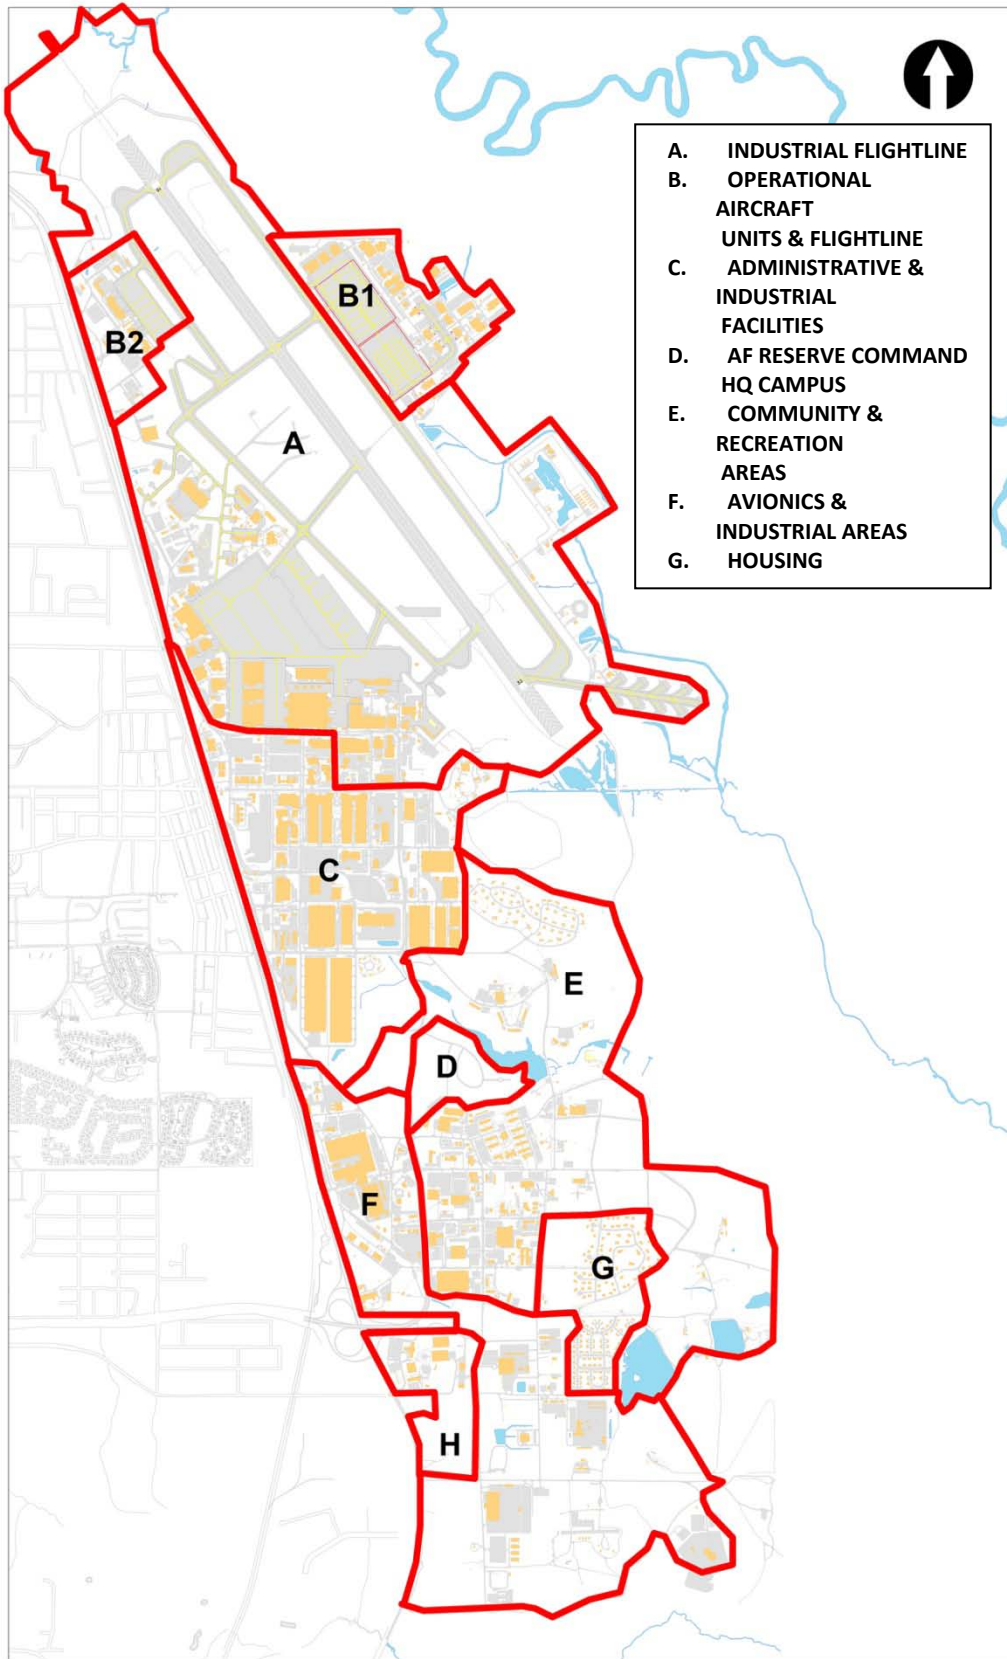 A. INDUSTRIAL FLIGHTLINE
B. OPERATIONAL
AIRCRAFT
UNITS & FLIGHTLINE
C. ADMINISTRATIVE &
INDUSTRIAL
FACILITIES
D. AF RESERVE COMMAND
HQ CAMPUS
E. COMMUNITY &
RECREATION
AREAS
F. AVIONICS &
INDUSTRIAL AREAS
G. HOUSING
B1
B2
A
C
E
D
F
G
H